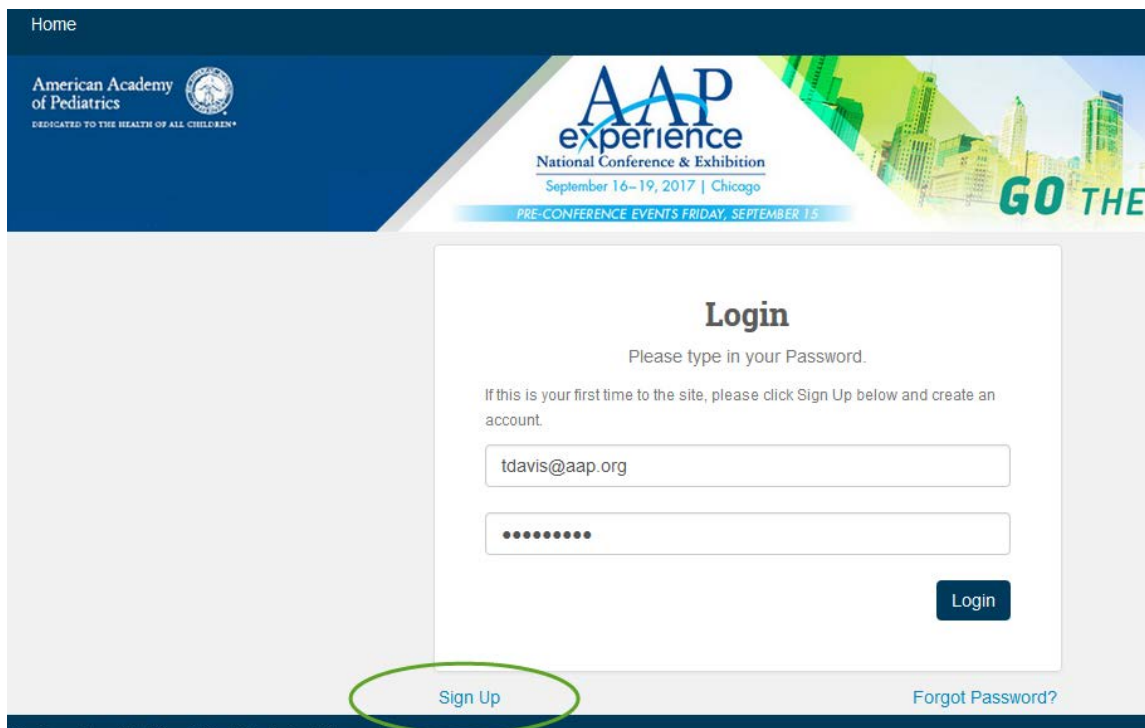 Home
American Academy
of Pediatrics
DEDICATED TO THE HEALTH OF ALL CHILDREN®
AAP
experience
National Conference & Exhibition
September 16–19, 2017 | Chicago
PRE-CONFERENCE EVENTS FRIDAY, SEPTEMBER 15
GO THE
Login
Please type in your Password.
If this is your first time to the site, please click Sign Up below and create an
account.
tdavis@aap.org
•••••••••
Login
Sign Up
Forgot Password?